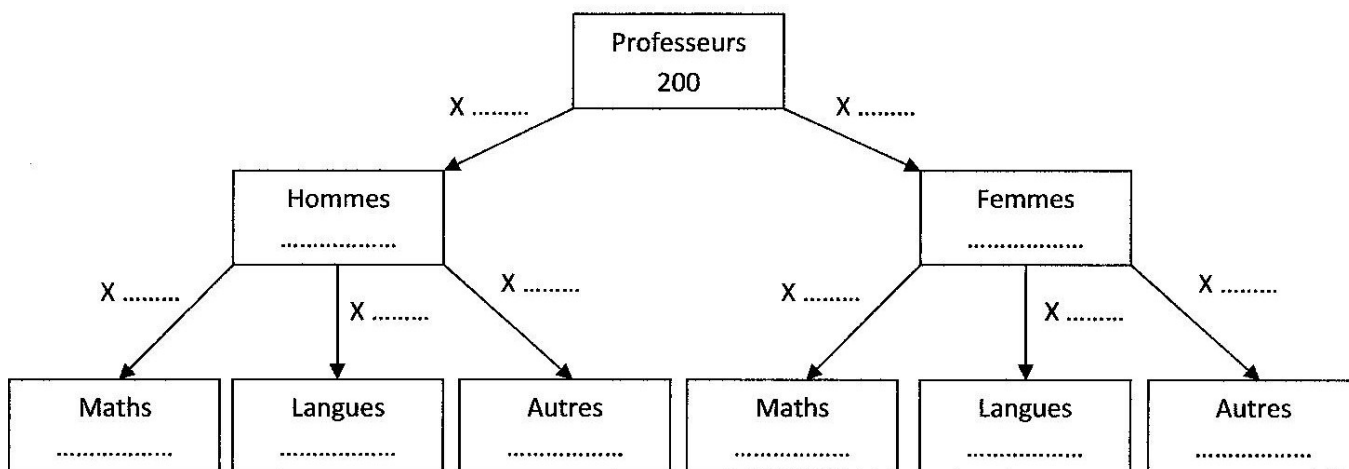 Professeurs
200
X ......... X .........
Hommes Femmes
.................. ..................
X ......... X ......... X ......... X ......... X ......... X .........
Maths Langues Autres Maths Langues Autres
.................. .................. .................. .................. .................. ..................